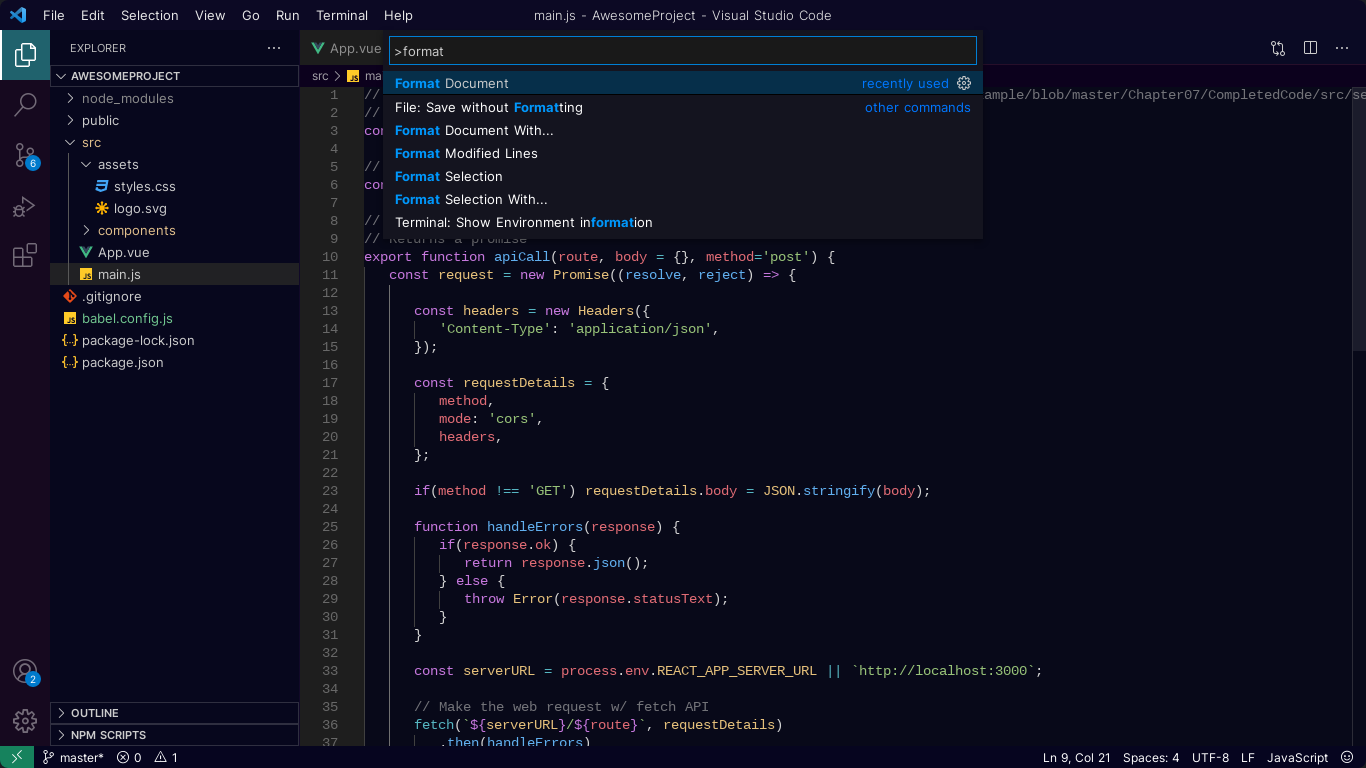 File Edit Selection View Go Run Terminal Help
main.js - AwesomeProject - Visual Studio Code
EXPLORER
AWESOMEPROJECT
node_modules
public
src
assets
styles.css
logo.svg
components
App.vue
main.js
.gitignore
babel.config.js
package-lock.json
package.json
OUTLINE
NPM SCRIPTS
6
2
App.vue
>format
src
Format Document recently used
File: Save without Formatting other commands
Format Document With...
Format Modified Lines
Format Selection
Format Selection With...
Terminal: Show Environment information
1 // ample/blob/master/Chapter07/CompletedCode/src/se
2 //
3
4
5 //
6
7
8 //
9 // Returns a promise
10 export function apiCall(route, body = {}, method='post') {
11 const request = new Promise((resolve, reject) => {
12
13 const headers = new Headers({
14 'Content-Type': 'application/json',
15 });
16
17 const requestDetails = {
18 method,
19 mode: 'cors',
20 headers,
21 };
22
23 if(method !== 'GET') requestDetails.body = JSON.stringify(body);
24
25 function handleErrors(response) {
26 if(response.ok) {
27 return response.json();
28 } else {
29 throw Error(response.statusText);
30 }
31 }
32
33 const serverURL = process.env.REACT_APP_SERVER_URL || `http://localhost:3000`;
34
35 // Make the web request w/ fetch API
36 fetch(`${serverURL}/${route}`, requestDetails)
37 .then(handleErrors)
master* 0 1
Ln 9, Col 21 Spaces: 4 UTF-8 LF JavaScript